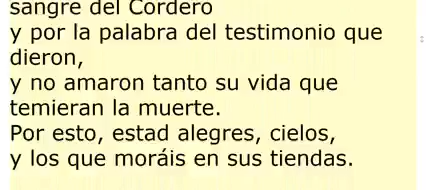 sangre del Cordero
y por la palabra del testimonio que
dieron,
y no amaron tanto su vida que
temieran la muerte.
Por esto, estad alegres, cielos,
y los que moráis en sus tiendas.